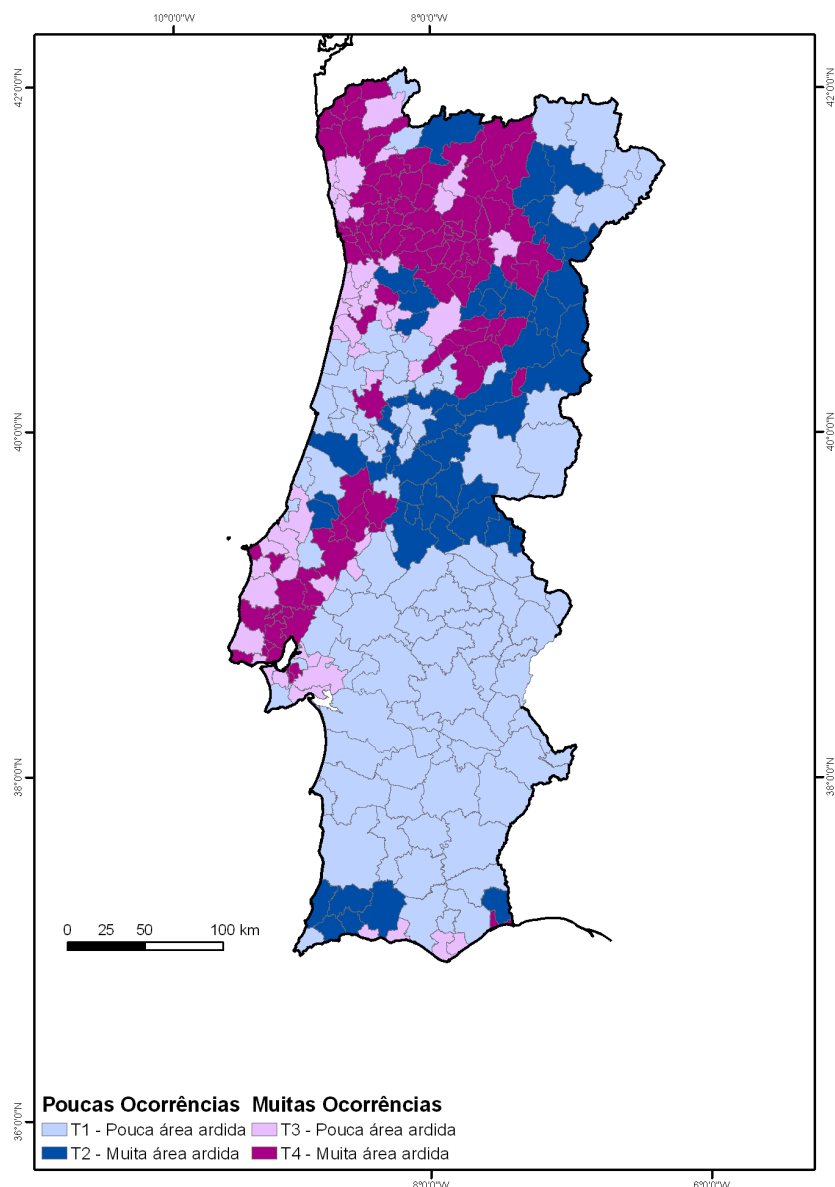 10°0'0"W 8°0'0"W
42°0'0"N 42°0'0"N
40°0'0"N 40°0'0"N
38°0'0"N 38°0'0"N
0 25 50 100 km
Poucas Ocorrências Muitas Ocorrências
T1 - Pouca área ardida T3 - Pouca área ardida
T2 - Muita área ardida T4 - Muita área ardida
36°0'0"N
8°0'0"W 6°0'0"W